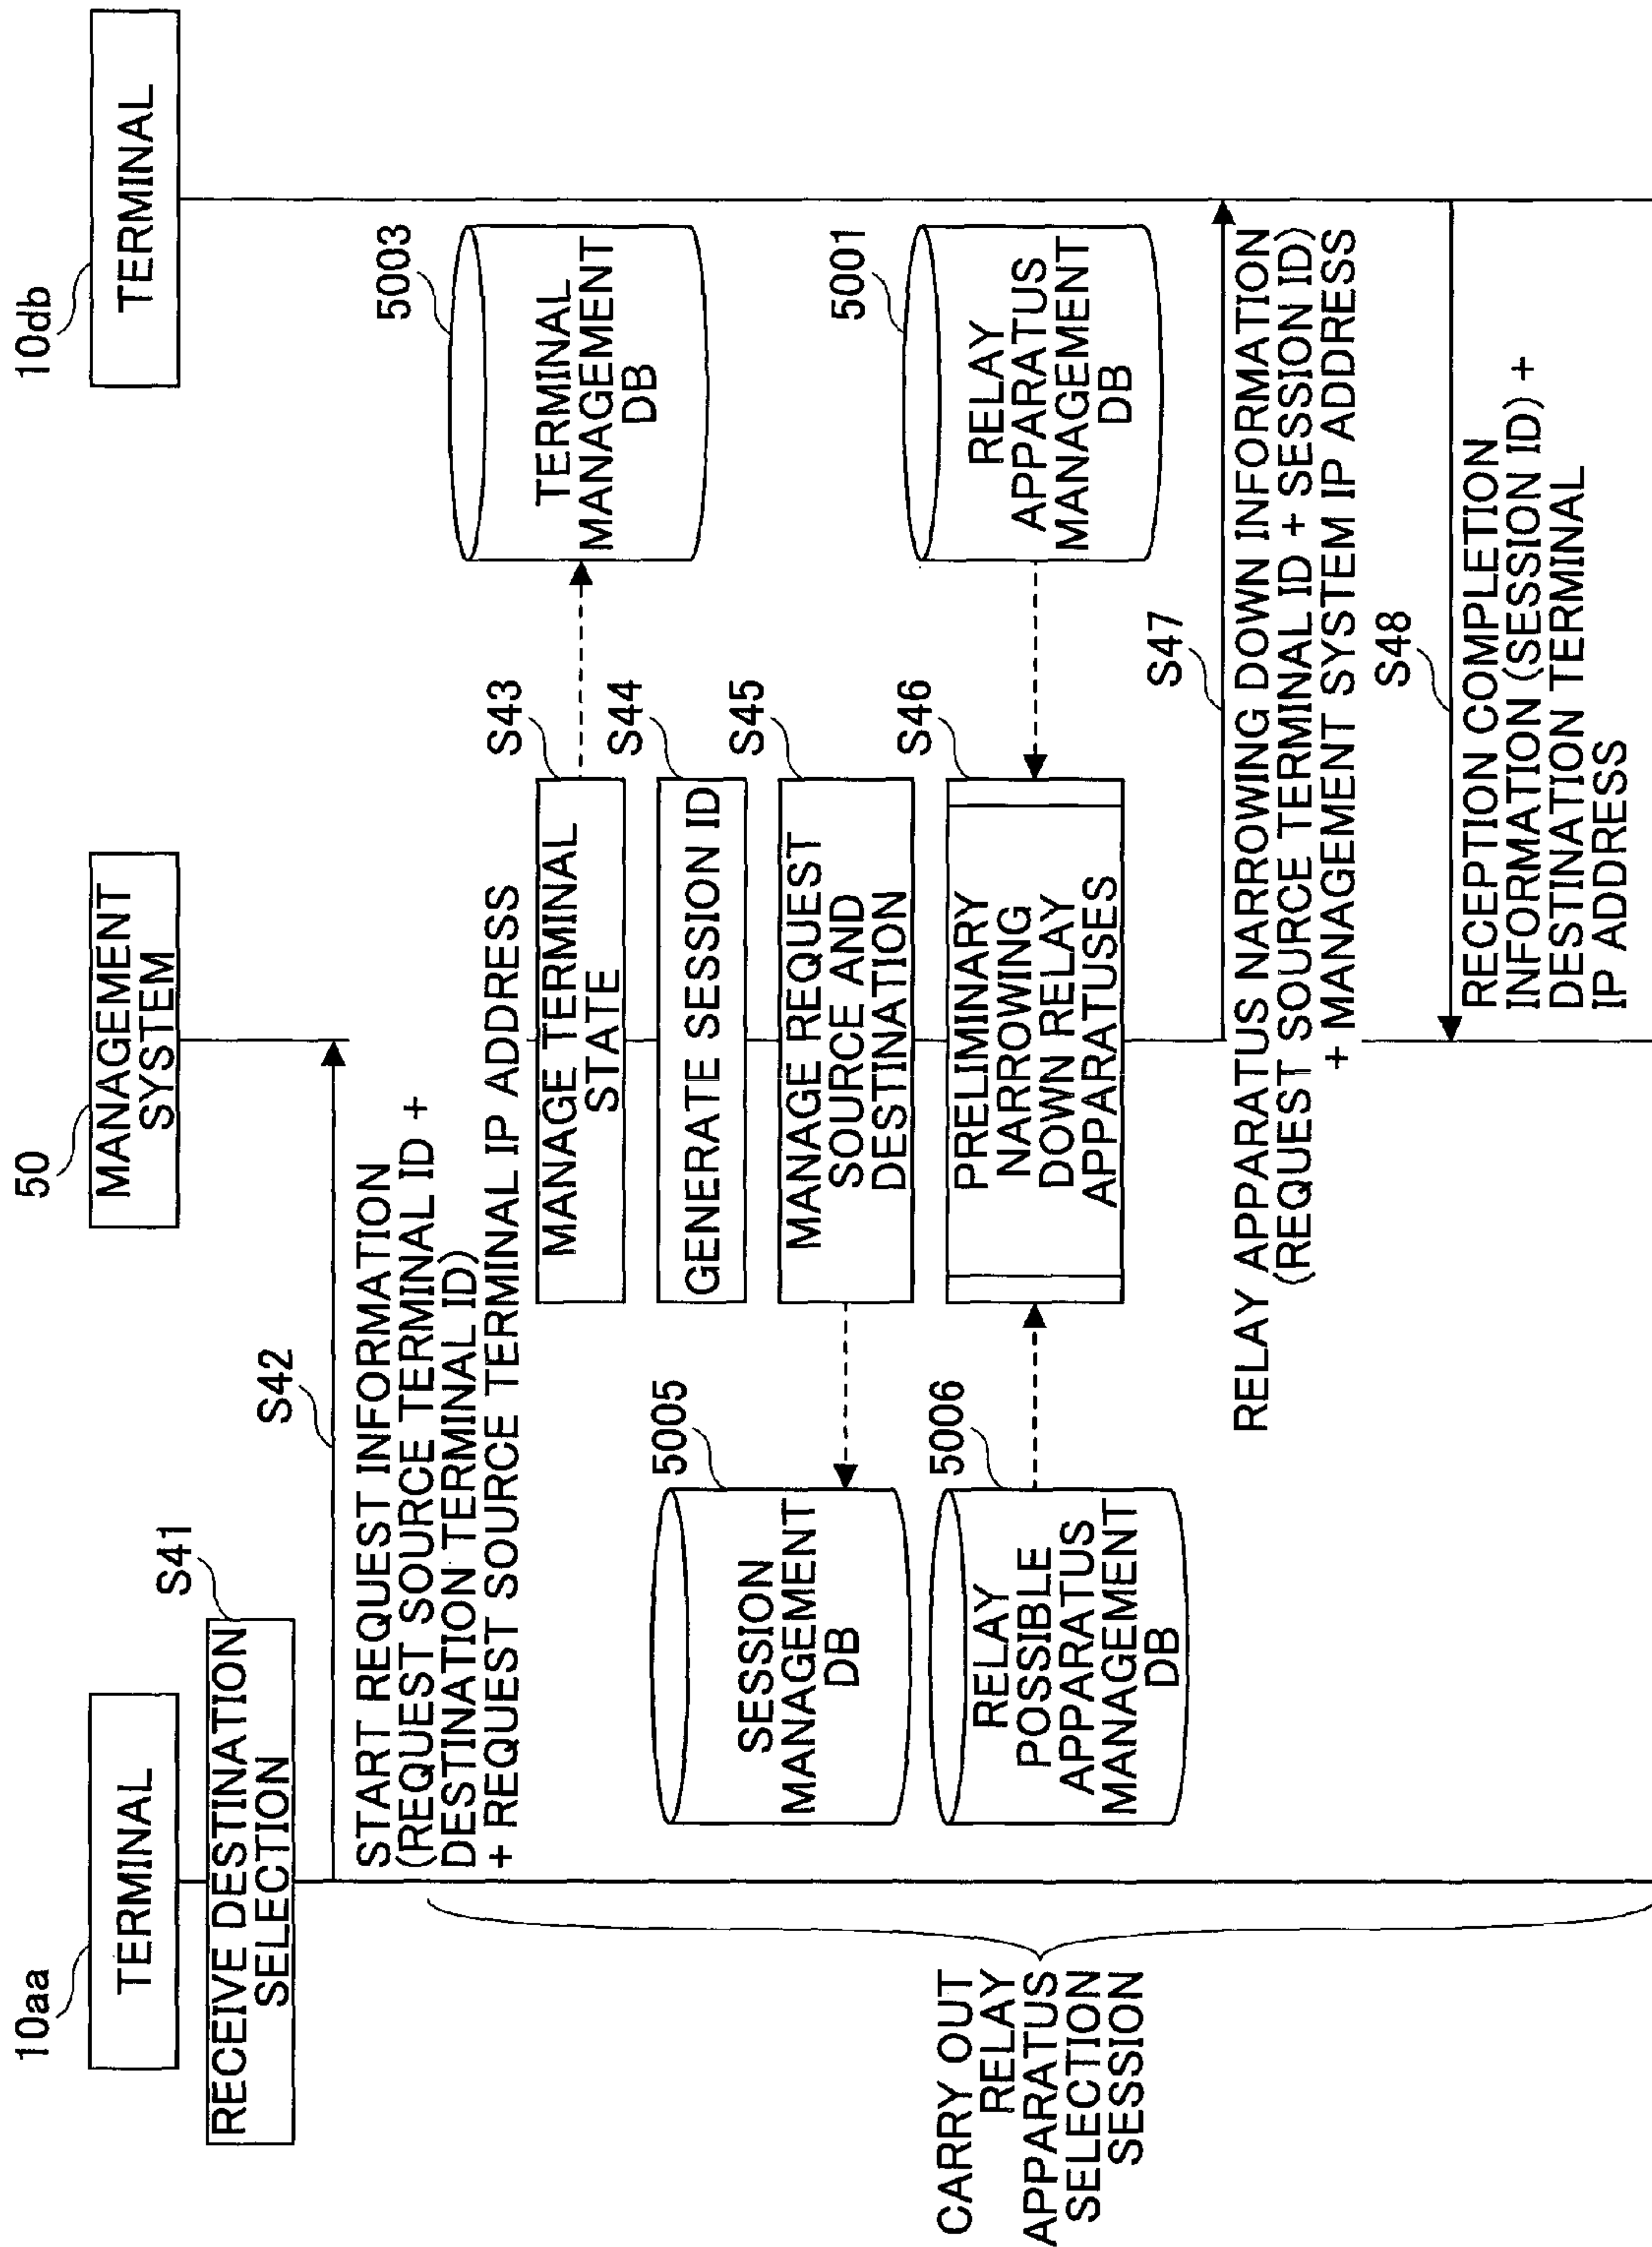 10aa
TERMINAL
50
MANAGEMENT
SYSTEM
10db
TERMINAL
S41
RECEIVE DESTINATION
SELECTION
S42
START REQUEST INFORMATION
(REQUEST SOURCE TERMINAL ID +
DESTINATION TERMINAL ID)
+ REQUEST SOURCE TERMINAL IP ADDRESS
S43
MANAGE TERMINAL
STATE
5003
TERMINAL
MANAGEMENT
DB
S44
GENERATE SESSION ID
S45
MANAGE REQUEST
SOURCE AND
DESTINATION
5005
SESSION
MANAGEMENT
DB
S46
PRELIMINARY
NARROWING
DOWN RELAY
APPARATUSES
5006
RELAY
POSSIBLE
APPARATUS
MANAGEMENT
DB
5001
RELAY
APPARATUS
MANAGEMENT
DB
CARRY OUT
RELAY
APPARATUS
SELECTION
SESSION
S47
RELAY APPARATUS NARROWING DOWN INFORMATION
(REQUEST SOURCE TERMINAL ID + SESSION ID)
+ MANAGEMENT SYSTEM IP ADDRESS
S48
RECEPTION COMPLETION
INFORMATION (SESSION ID) +
DESTINATION TERMINAL
IP ADDRESS